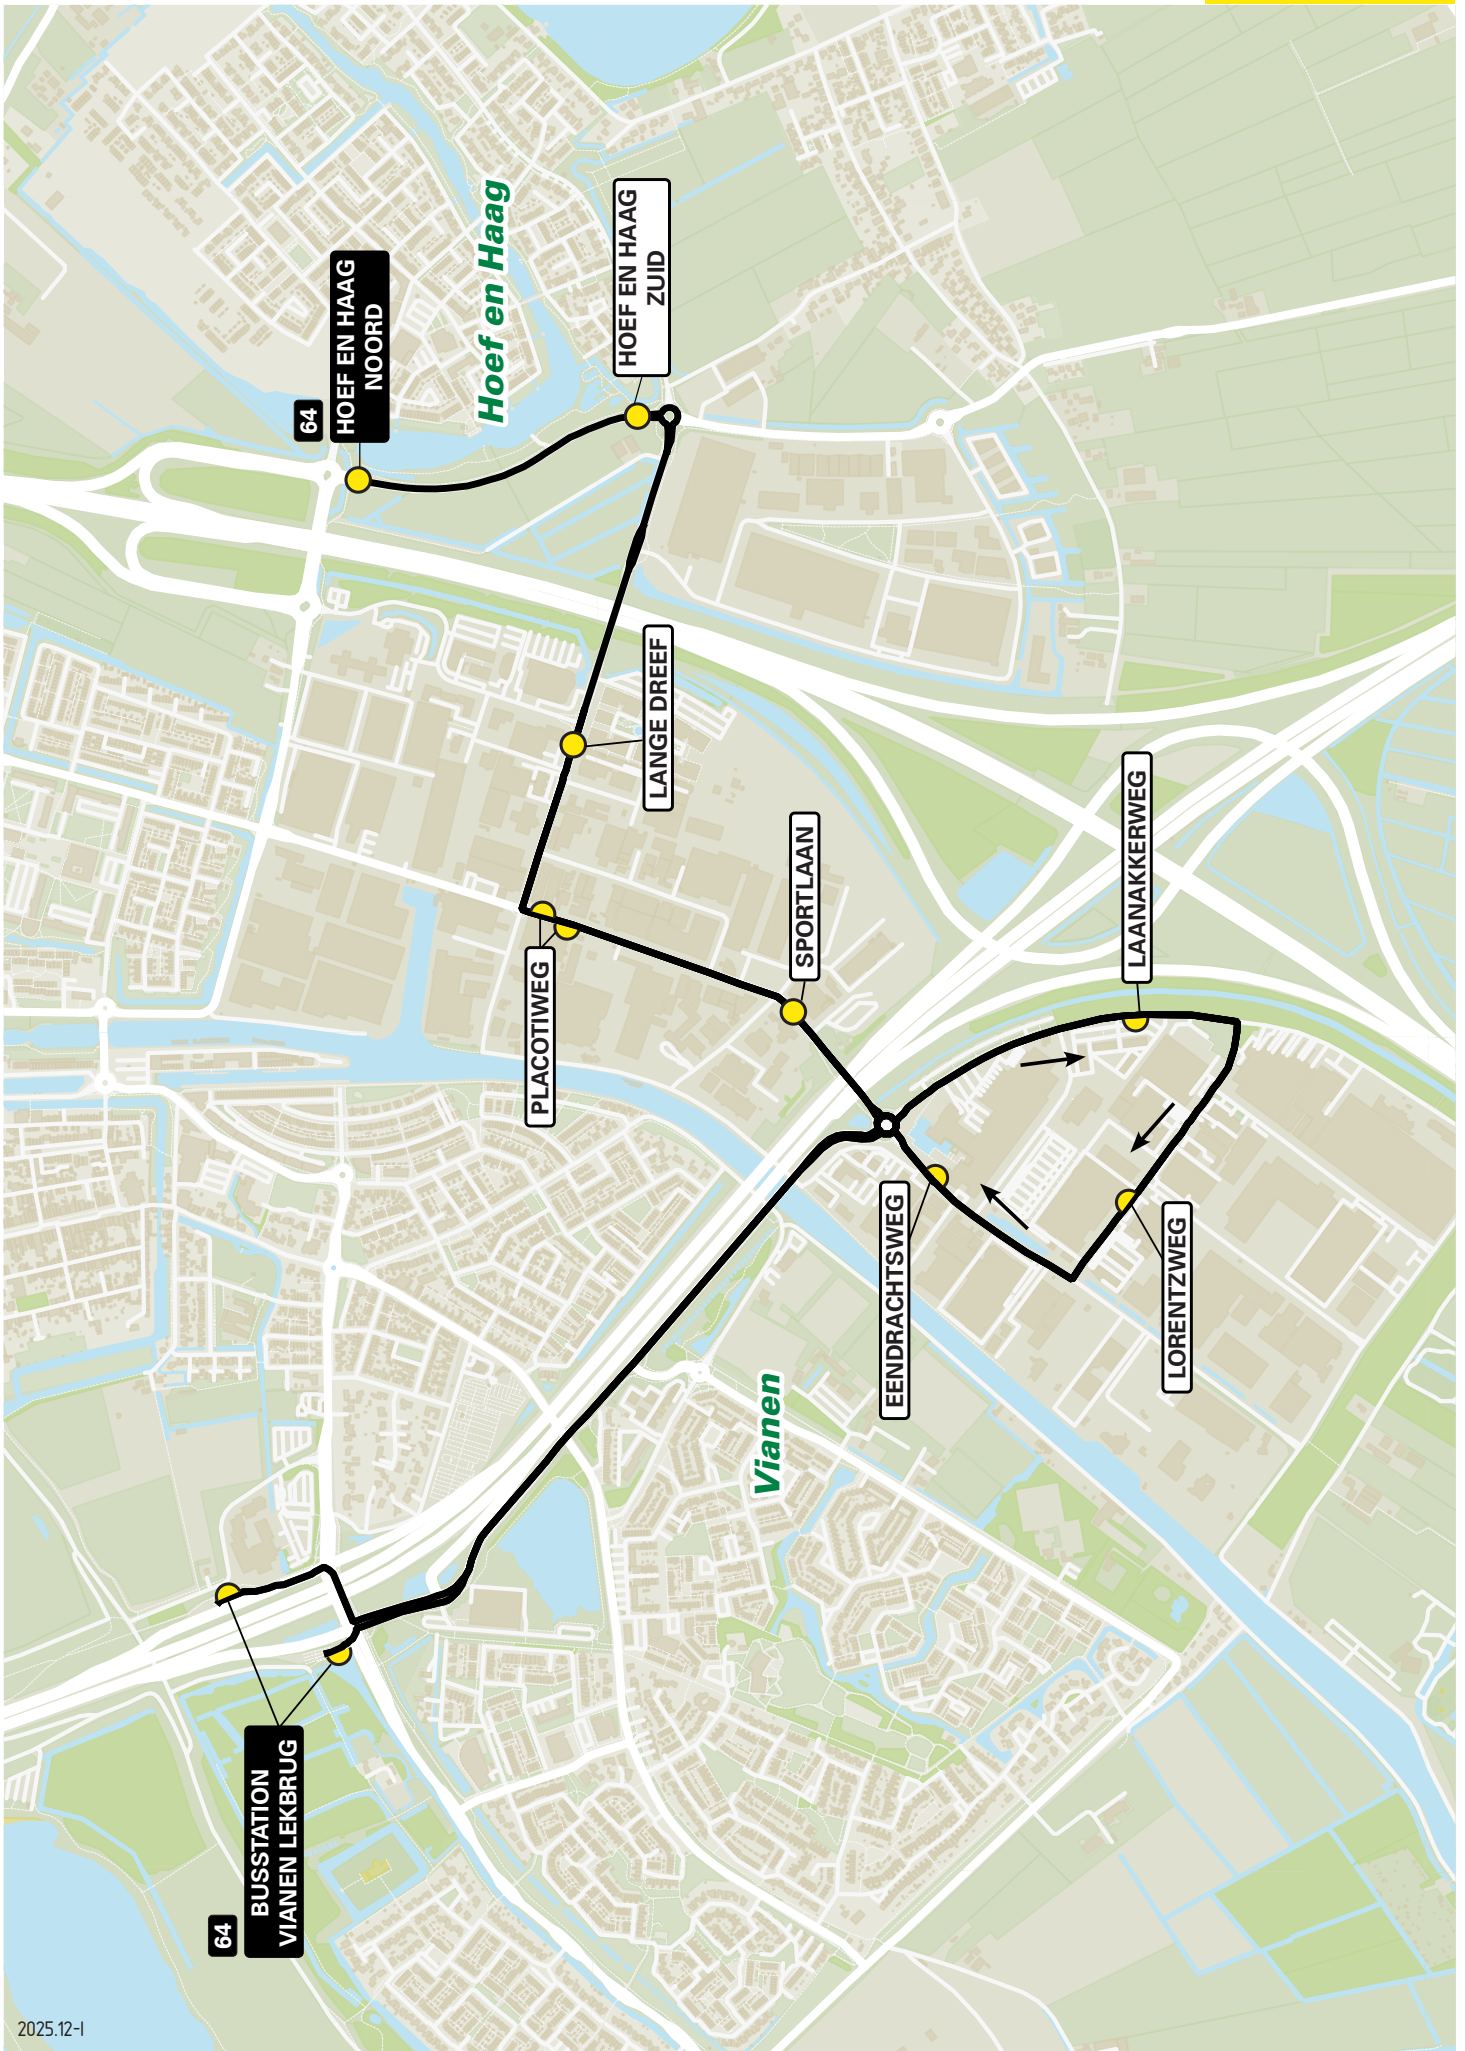 64
HOEF EN HAAG
NOORD
Hoef en Haag
HOEF EN HAAG
ZUID
LANGE DREEF
PLACOTIWEG
SPORTLAAN
LAANAKKERWEG
EENDRACHTSWEG
LORENTZWEG
Vianen
64
BUSSTATION
VIANEN LEKBRUG
2025.12-I